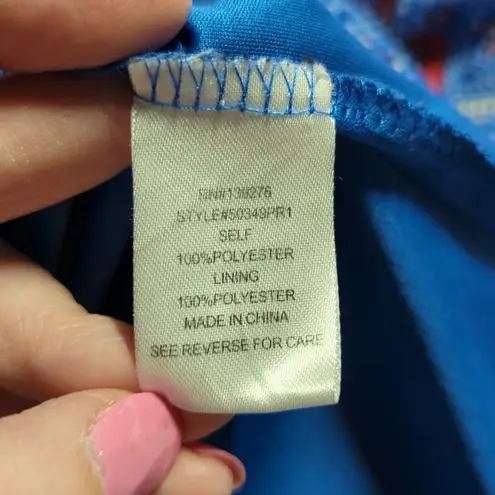 RN#139276
STYLE#50349PR1
SELF
100%POLYESTER
LINING
100%POLYESTER
MADE IN CHINA
SEE REVERSE FOR CARE